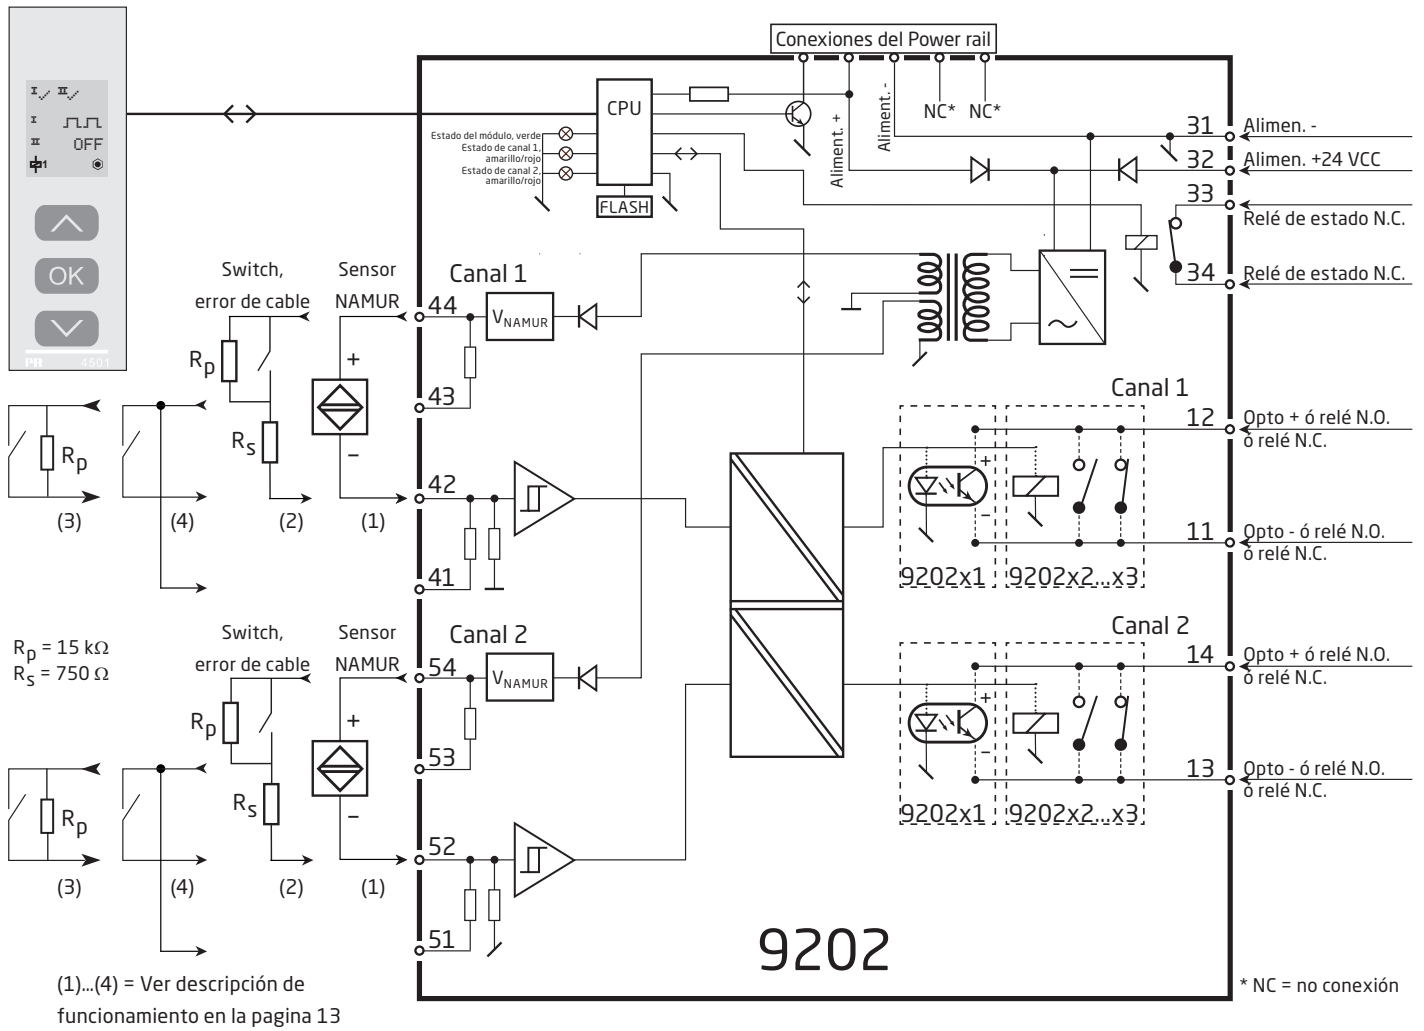 Conexiones del Power rail
CPU
FLASH
Estado del módulo, verde
Estado de canal 1,
amarillo/rojo
Estado de canal 2,
amarillo/rojo
Aliment. +
Aliment. -
NC*
NC*
31
Alimen. -
32
Alimen. +24 VCC
33
Relé de estado N.C.
34
Relé de estado N.C.
I
II
I
II
OFF
1
OK
PR
4501
Switch,
error de cable
Sensor
NAMUR
Canal 1
44
VNAMUR
Rp
+
43
Rs
-
Rp
42
(3)
(4)
(2)
(1)
41
Canal 1
12
Opto + ó relé N.O.
ó relé N.C.
+
-
11
Opto - ó relé N.O.
ó relé N.C.
9202x1
9202x2...x3
Rp = 15 kΩ
Rs = 750 Ω
Switch,
error de cable
Sensor
NAMUR
Canal 2
54
VNAMUR
Rp
+
53
Rs
-
Rp
52
(3)
(4)
(2)
(1)
51
Canal 2
14
Opto + ó relé N.O.
ó relé N.C.
+
-
13
Opto - ó relé N.O.
ó relé N.C.
9202x1
9202x2...x3
9202
(1)...(4) = Ver descripción de
funcionamiento en la pagina 13
* NC = no conexión